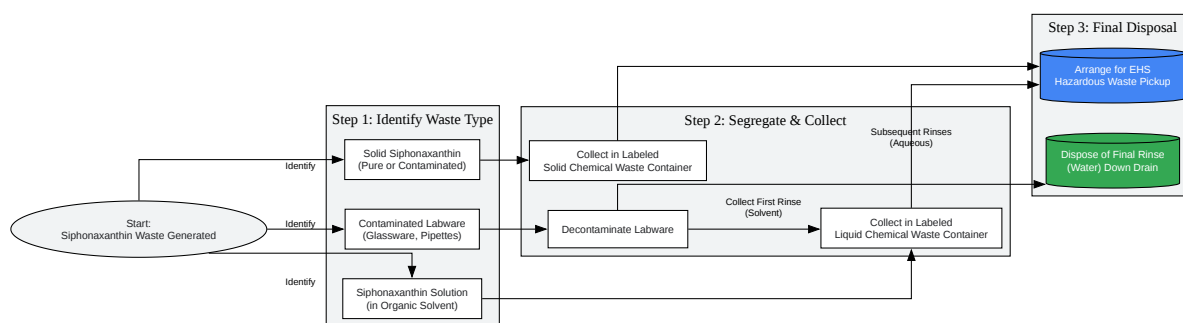 Step 3: Final Disposal
Arrange for EHS
Hazardous Waste Pickup
Step 1: Identify Waste Type
Step 2: Segregate & Collect
Subsequent Rinses
(Aqueous)
Solid Siphonaxanthin
(Pure or Contaminated)
Collect in Labeled
Solid Chemical Waste Container
Dispose of Final Rinse
(Water) Down Drain
Identify
Collect First Rinse
(Solvent)
Start:
Siphonaxanthin Waste Generated
Identify
Contaminated Labware
(Glassware, Pipettes)
Decontaminate Labware
Collect in Labeled
Liquid Chemical Waste Container
Identify
Siphonaxanthin Solution
(in Organic Solvent)